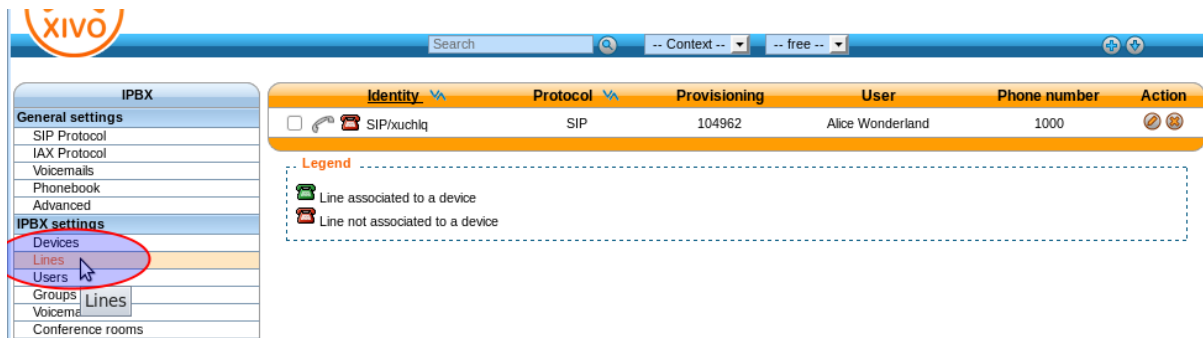 XIVO
Search -- Context -- -- free --
IPBX
General settings
SIP Protocol
IAX Protocol
Voicemails
Phonebook
Advanced
IPBX settings
Devices
Lines
Users
Groups
Lines
Conference rooms
Identity Protocol Provisioning User Phone number Action
SIP/xuchlq SIP 104962 Alice Wonderland 1000
Legend
Line associated to a device
Line not associated to a device